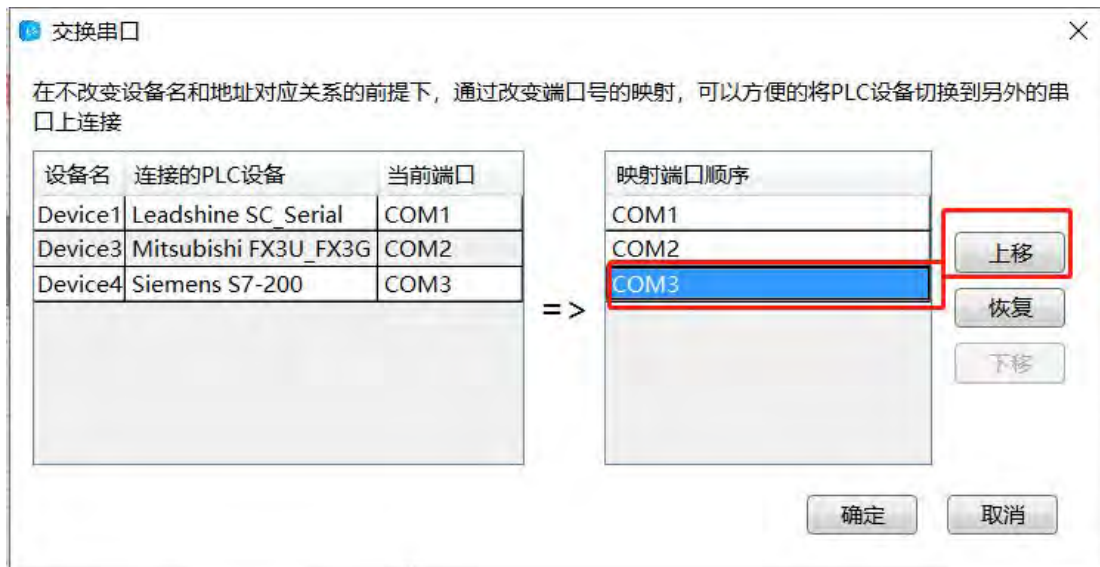 交换串口
在不改变设备名和地址对应关系的前提下，通过改变端口号的映射，可以方便的将PLC设备切换到另外的串
口上连接
设备名 连接的PLC设备 当前端口 映射端口顺序
Device1 Leadshine SC_Serial COM1 COM1
Device3 Mitsubishi FX3U_FX3G COM2 COM2
上移
Device4 Siemens S7-200 COM3 COM3
=>
恢复
下移
确定 取消